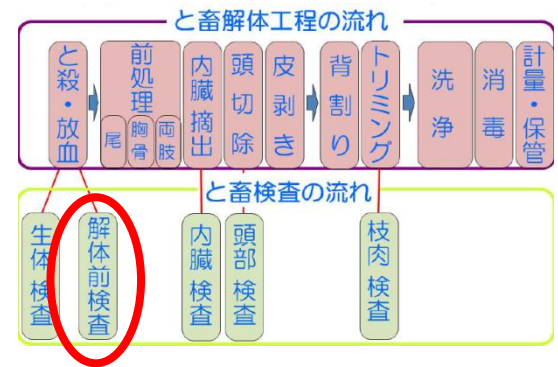 と畜解体工程の流れ
と殺・放血
前処理
尾
胸骨
両肢
内臓摘出
頭切除
皮剥き
背割り
トリミング
洗浄
消毒
計量・保管
と畜検査の流れ
生体検査
解体前検査
内臓検査
頭部検査
枝肉検査